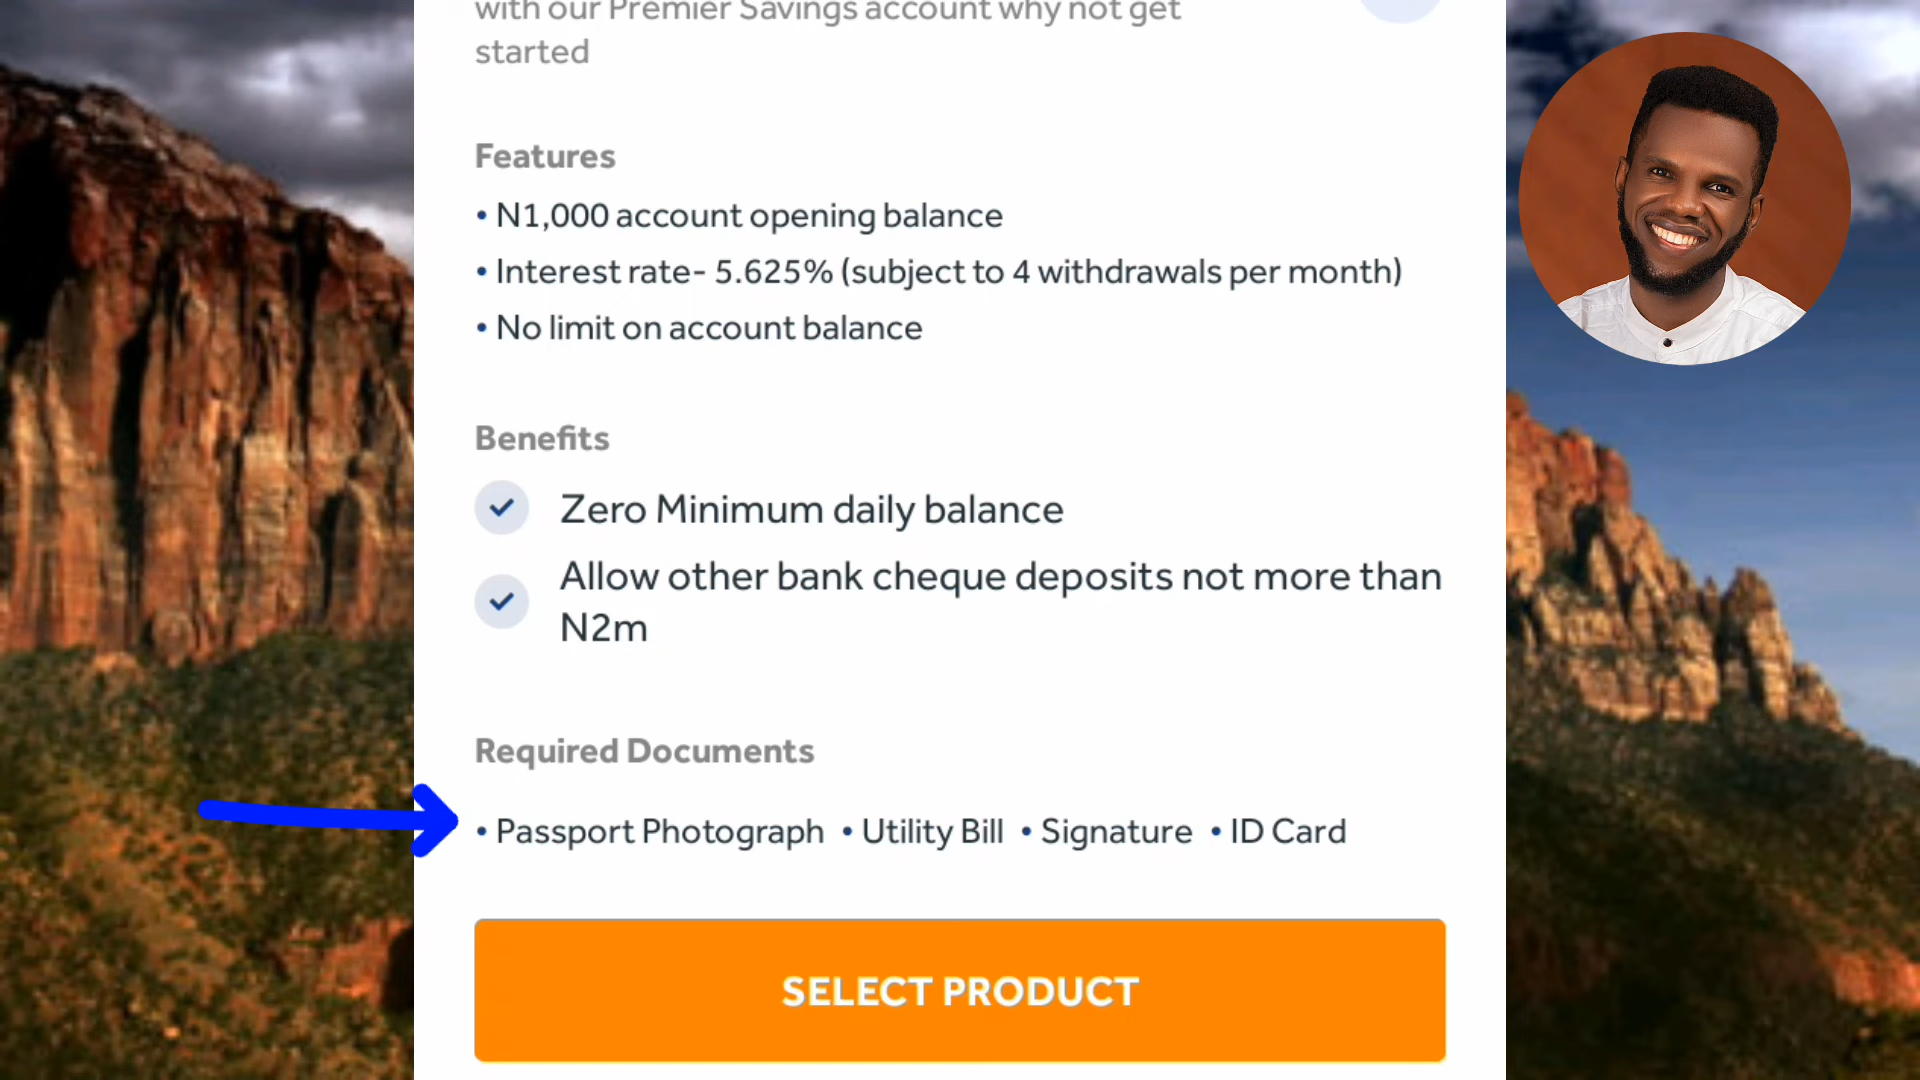 with our Premier Savings account why not get
started
Features
• N1,000 account opening balance
• Interest rate- 5.625% (subject to 4 withdrawals per month)
• No limit on account balance
Benefits
Zero Minimum daily balance
Allow other bank cheque deposits not more than
N2m
Required Documents
• Passport Photograph • Utility Bill • Signature • ID Card
SELECT PRODUCT